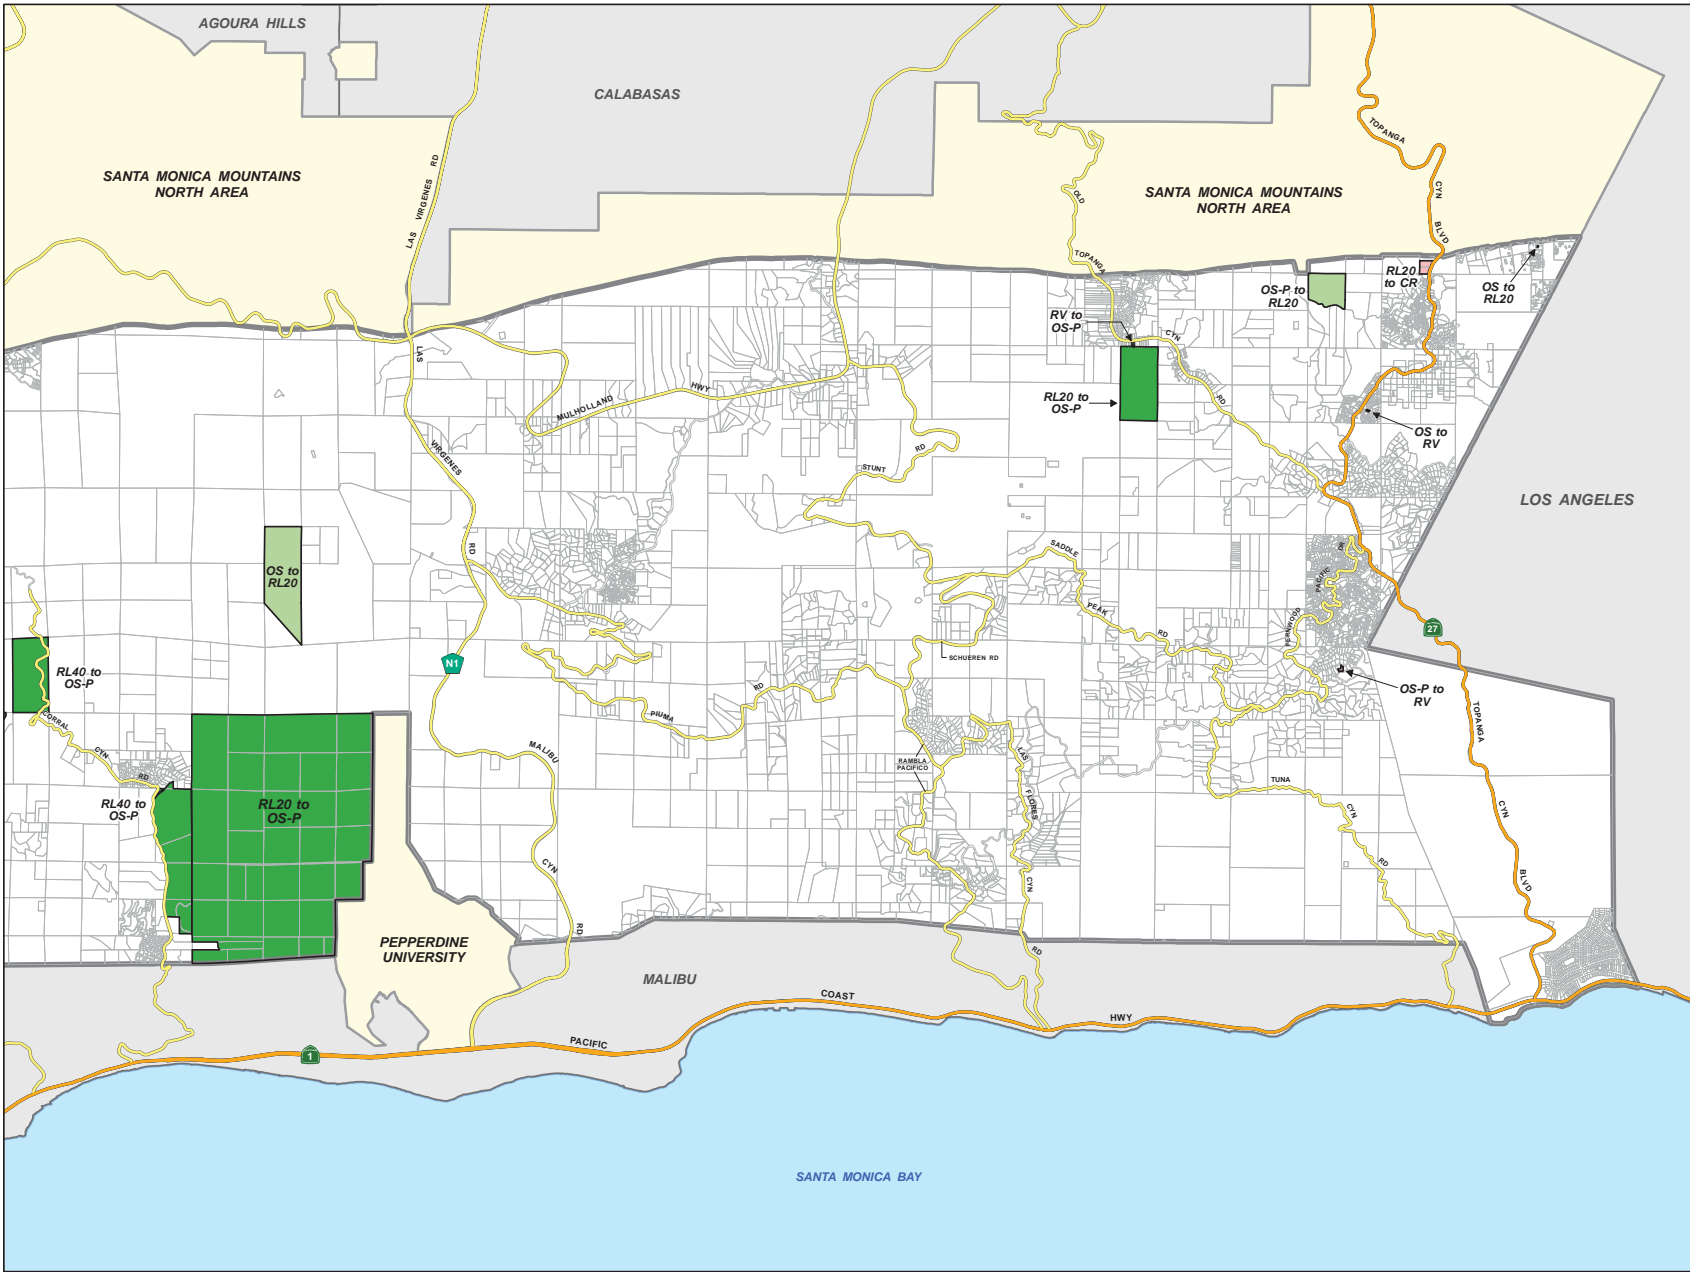 AGOURA HILLS
CALABASAS
SANTA MONICA MOUNTAINS
NORTH AREA
LAS VIRGENES RD
SANTA MONICA MOUNTAINS
NORTH AREA
OLD
TOPANGA
CYN
RD
TOPANGA
CYN
BLVD
OS-P to
RL20
RL20
to CR
OS to
RL20
RV to
OS-P
RL20 to
OS-P
OS to
RV
LOS ANGELES
LAS
VIRGENES
RD
MULHOLLAND
HWY
STUNT
RD
SADDLE
PEAK
RD
SCHUEREN RD
OS to
RL20
RL40 to
OS-P
N1
CORRAL
CYN
RD
RL40 to
OS-P
RL20 to
OS-P
PIUMA
RD
MALIBU
CYN
RD
RAMBLA
PACIFICO
LAS
FLORES
CYN
RD
FERNWOOD
PACIFIC
DR
27
OS-P to
RV
TUNA
CYN
RD
TOPANGA
CYN
BLVD
PEPPERDINE
UNIVERSITY
MALIBU
1
PACIFIC
COAST
HWY
SANTA MONICA BAY